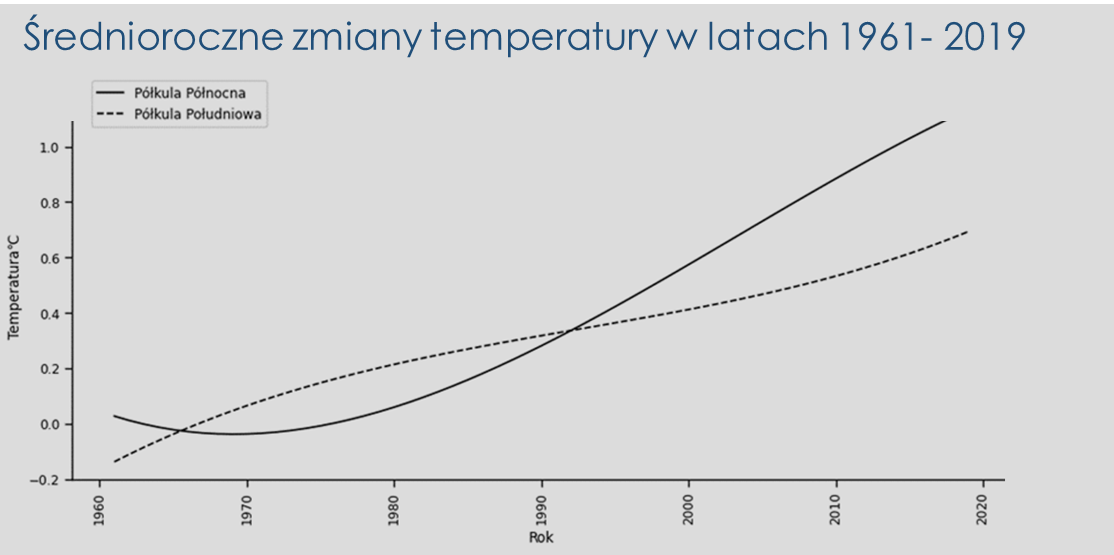 Średnioroczne zmiany temperatury w latach 1961- 2019
Półkula Północna
Półkula Południowa
1.0
0.8
0.6
0.4
0.2
0.0
−0.2
Temperatura°C
1960
1970
1980
1990
2000
2010
2020
Rok